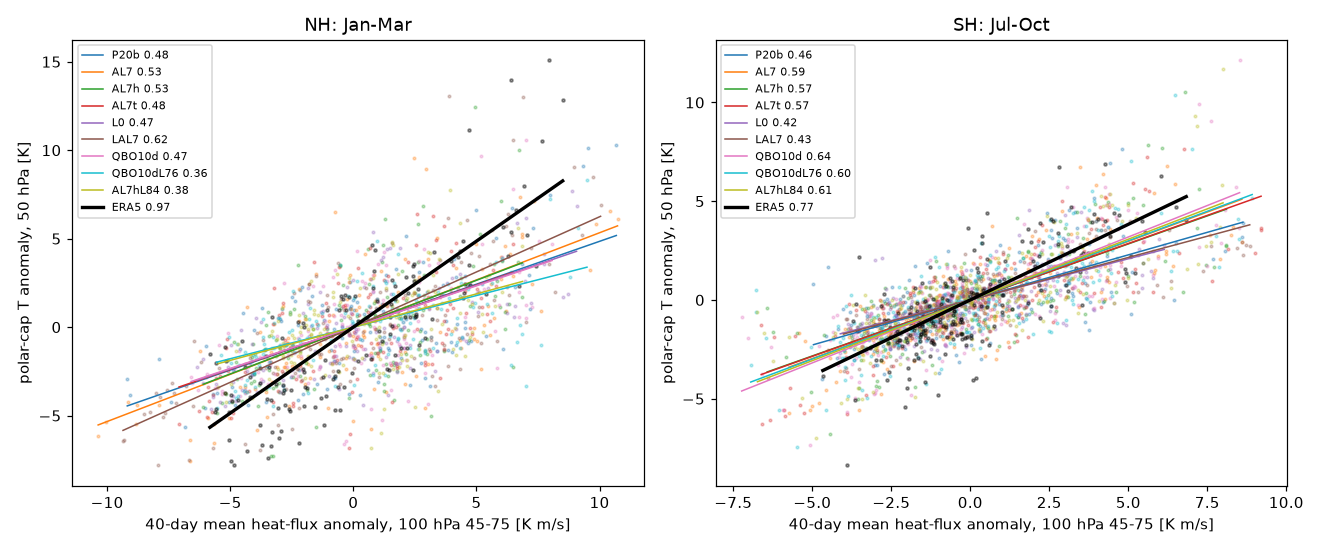 NH: Jan-Mar
polar-cap T anomaly, 50 hPa [K]
15
10
5
0
−5
P20b 0.48
AL7 0.53
AL7h 0.53
AL7t 0.48
L0 0.47
LAL7 0.62
QBO10d 0.47
QBO10dL76 0.36
AL7hL84 0.38
ERA5 0.97
−10
−5
0
5
10
40-day mean heat-flux anomaly, 100 hPa 45-75 [K m/s]
SH: Jul-Oct
polar-cap T anomaly, 50 hPa [K]
10
5
0
−5
P20b 0.46
AL7 0.59
AL7h 0.57
AL7t 0.57
L0 0.42
LAL7 0.43
QBO10d 0.64
QBO10dL76 0.60
AL7hL84 0.61
ERA5 0.77
−7.5
−5.0
−2.5
0.0
2.5
5.0
7.5
10.0
40-day mean heat-flux anomaly, 100 hPa 45-75 [K m/s]